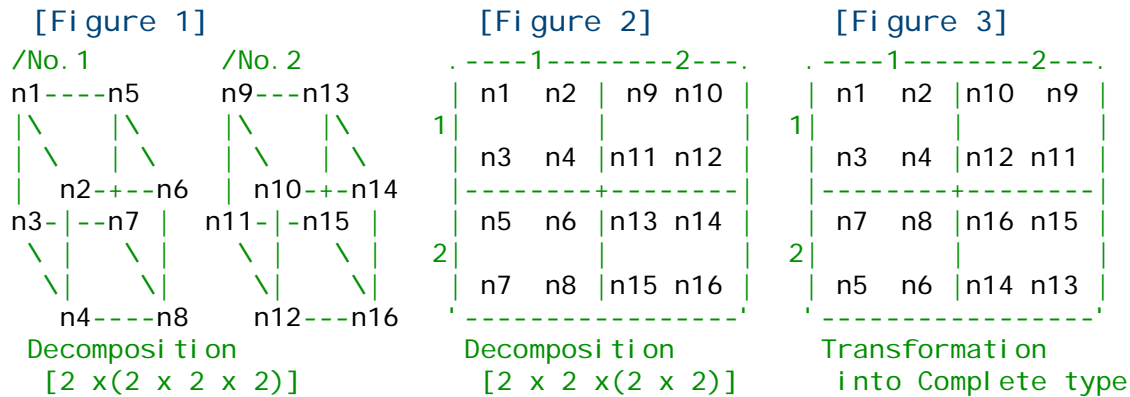 [Figure 1] [Figure 2] [Figure 3]
/No.1 /No.2 .----1--------2---. .----1--------2---.
n1----n5 n9---n13 | n1 n2 | n9 n10 | | n1 n2 |n10 n9 |
|\ |\ |\ |\ 1| | | 1| | |
| \ | \ | \ | \ | n3 n4 |n11 n12 | | n3 n4 |n12 n11 |
| n2-+--n6 | n10-+-n14 |--------+--------| |--------+--------|
n3-|--n7 | n11-|-n15 | | n5 n6 |n13 n14 | | n7 n8 |n16 n15 |
\ | \ | \ | \ | 2| | | 2| | |
\| \| \| \| | n7 n8 |n15 n16 | | n5 n6 |n14 n13 |
n4----n8 n12---n16 '-----------------' '-----------------'
Decomposition Decomposition Transformation
[2 x(2 x 2 x 2)] [2 x 2 x(2 x 2)] into Complete type